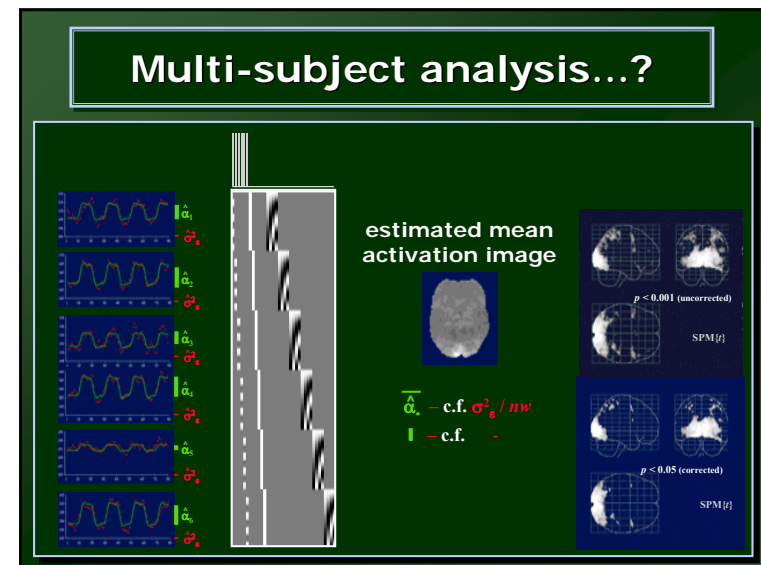 Multi-subject analysis…?
α̂₁
σ̂²ε
α̂₂
σ̂²ε
α̂₃
σ̂²ε
α̂₄
σ̂²ε
α̂₅
σ̂²ε
α̂₆
σ̂²ε
estimated mean
activation image
α̂• – c.f. σ²ε / nw
– c.f. -
p < 0.001 (uncorrected)
SPM{t}
p < 0.05 (corrected)
SPM{t}